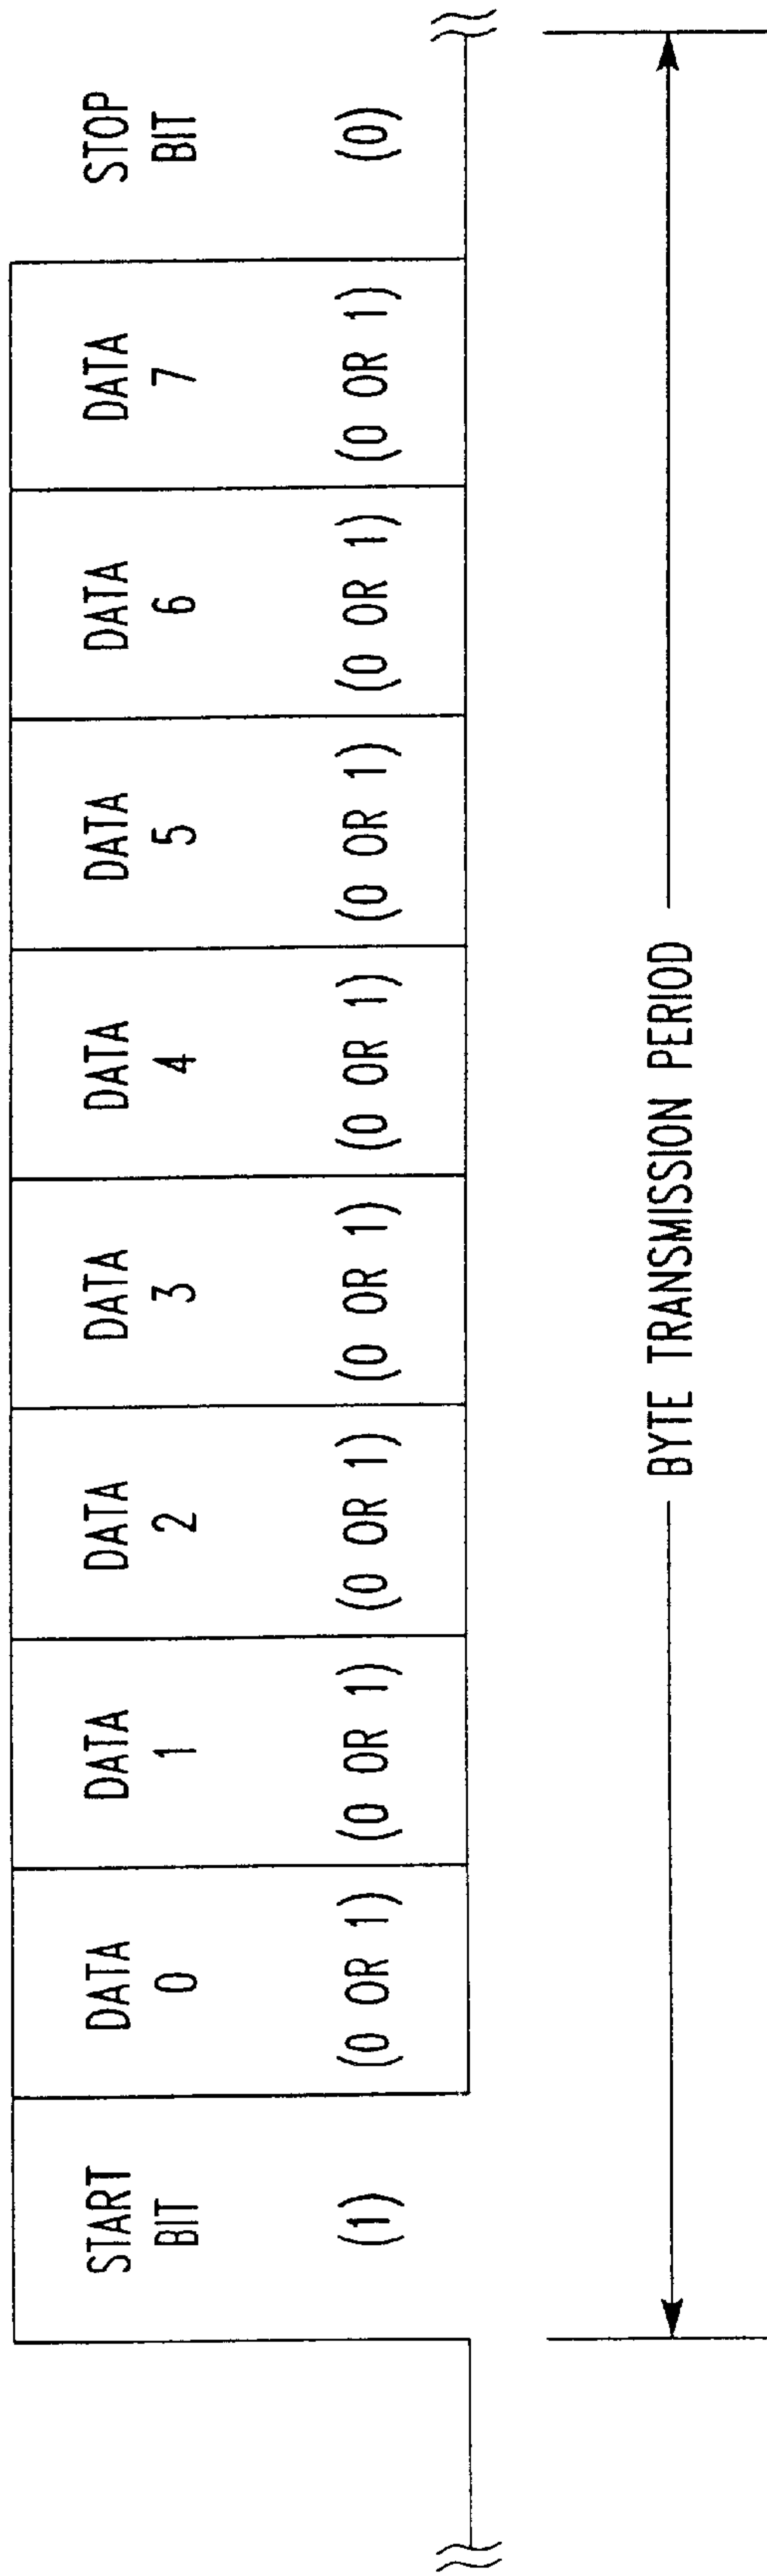 START
BIT
(1)
DATA
0
(0 OR 1)
DATA
1
(0 OR 1)
DATA
2
(0 OR 1)
DATA
3
(0 OR 1)
DATA
4
(0 OR 1)
DATA
5
(0 OR 1)
DATA
6
(0 OR 1)
DATA
7
(0 OR 1)
STOP
BIT
(0)
BYTE TRANSMISSION PERIOD